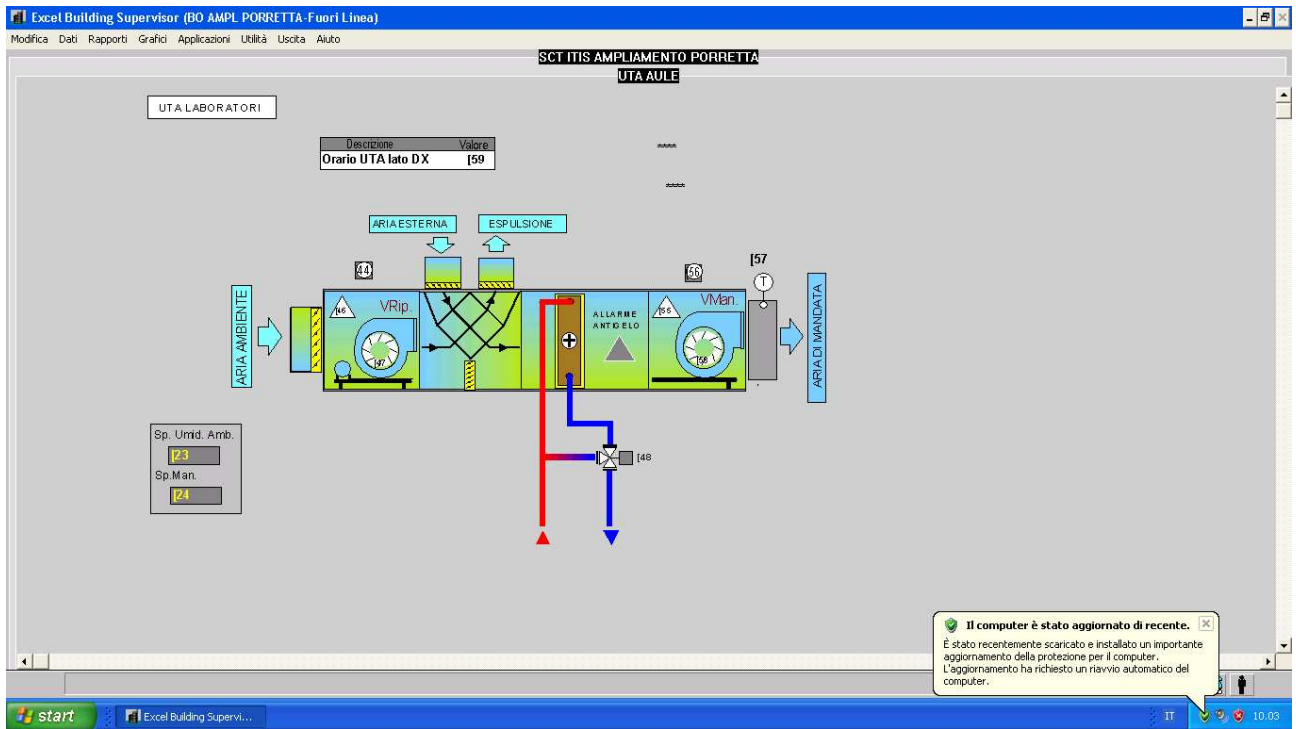 Excel Building Supervisor (BO AMPL PORRETTA-Fuori Linea)
Modifica Dati Rapporti Grafici Applicazioni Utilità Uscita Aiuto
SCT ITIS AMPLIAMENTO PORRETTA
UTA AULE
UTA LABORATORI
Descrizione Valore
Orario UTA lato DX [59
****
****
ARIA ESTERNA ESPULSIONE
44
56
[57
T
ARIA AMBIENTE
VRip.
ALLARME
ANTIGELO
VMan.
ARIA DI MANDATA
[48
Sp. Umid. Amb.
[23
Sp.Man.
[24
Il computer è stato aggiornato di recente.
È stato recentemente scaricato e installato un importante
aggiornamento della protezione per il computer.
L'aggiornamento ha richiesto un riavvio automatico del
computer.
start Excel Building Supervi... IT 10.03